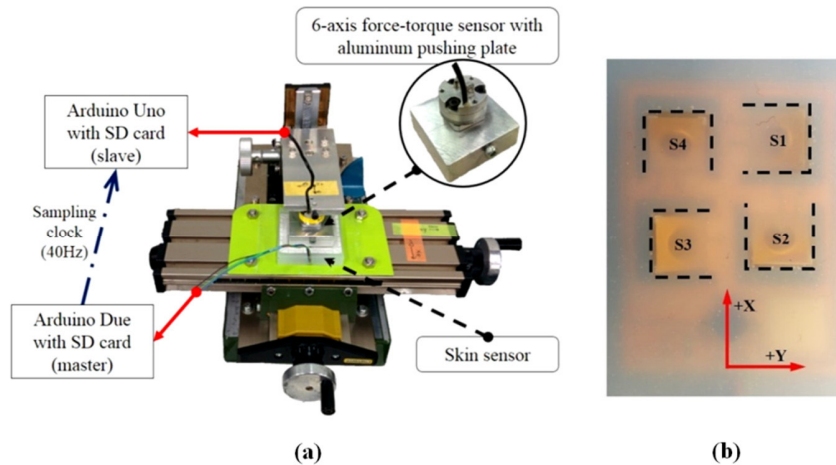 6-axis force-torque sensor with
aluminum pushing plate
Arduino Uno
with SD card
(slave)
Sampling
clock
(40Hz)
Arduino Due
with SD card
(master)
Skin sensor
(a)
S4
S1
S3
S2
+X
+Y
(b)